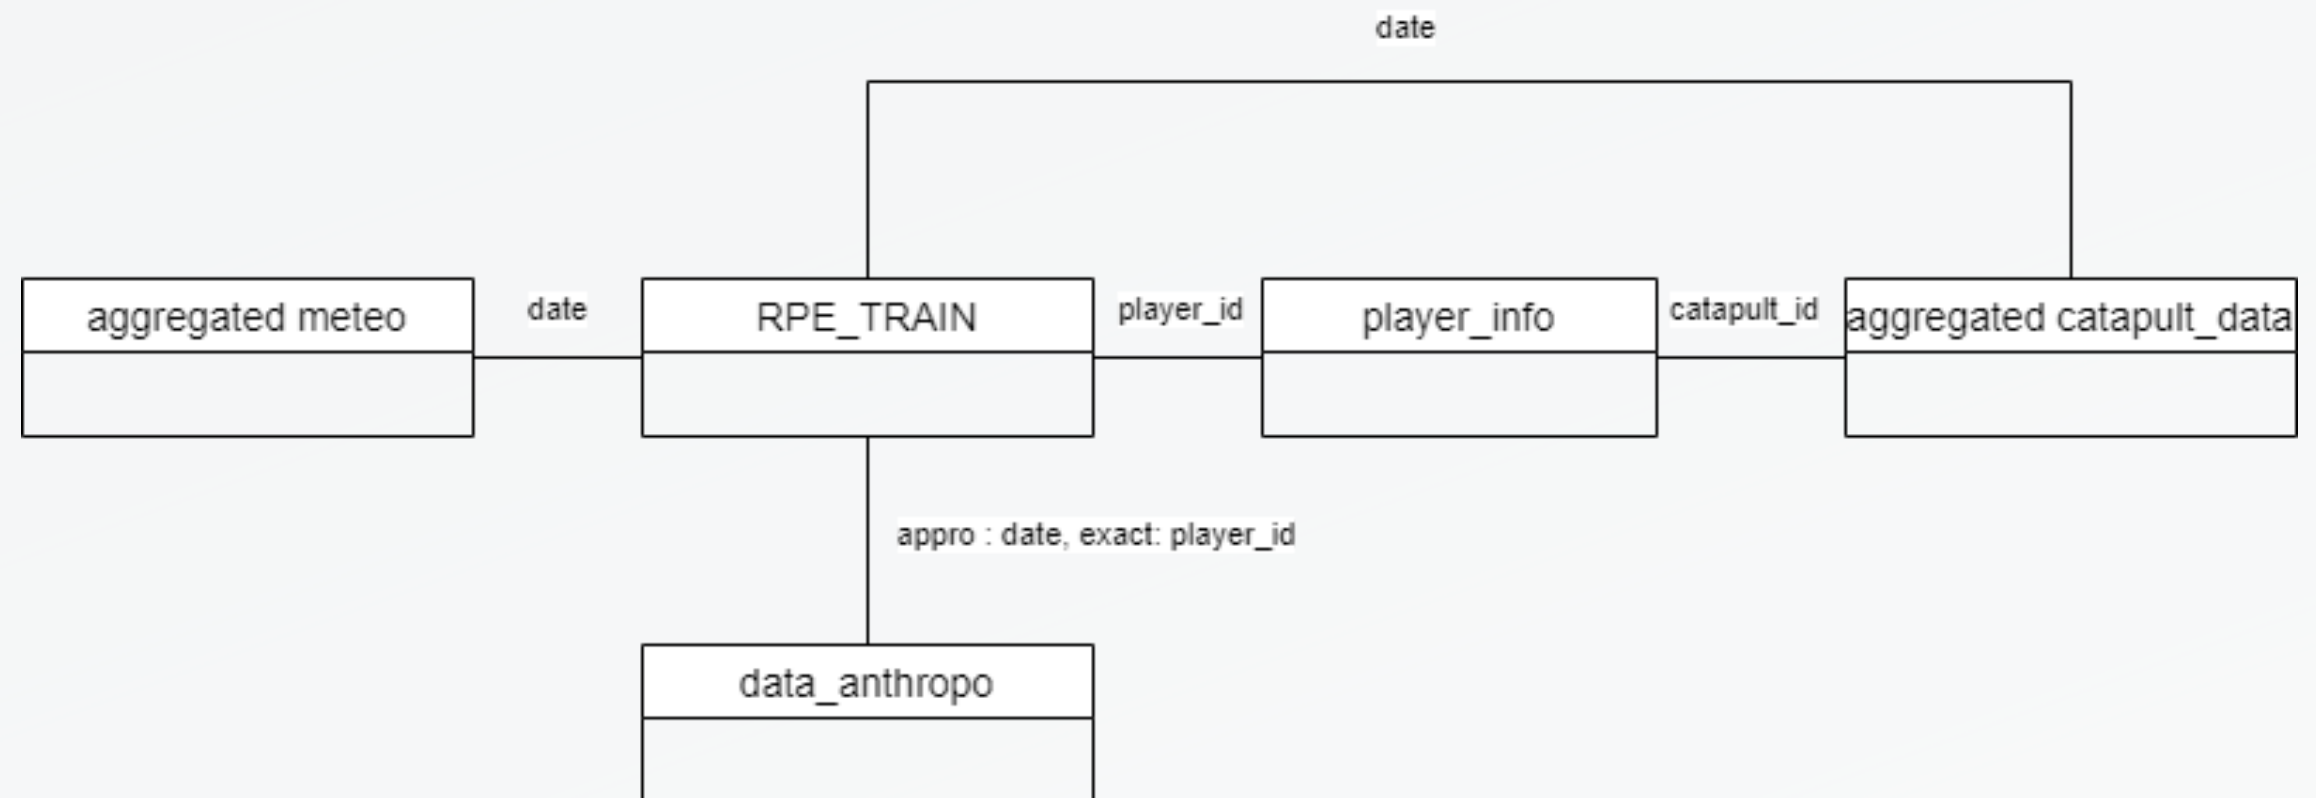 date
aggregated meteo
date
RPE_TRAIN
player_id
player_info
catapult_id
aggregated catapult_data
appro : date, exact: player_id
data_anthropo